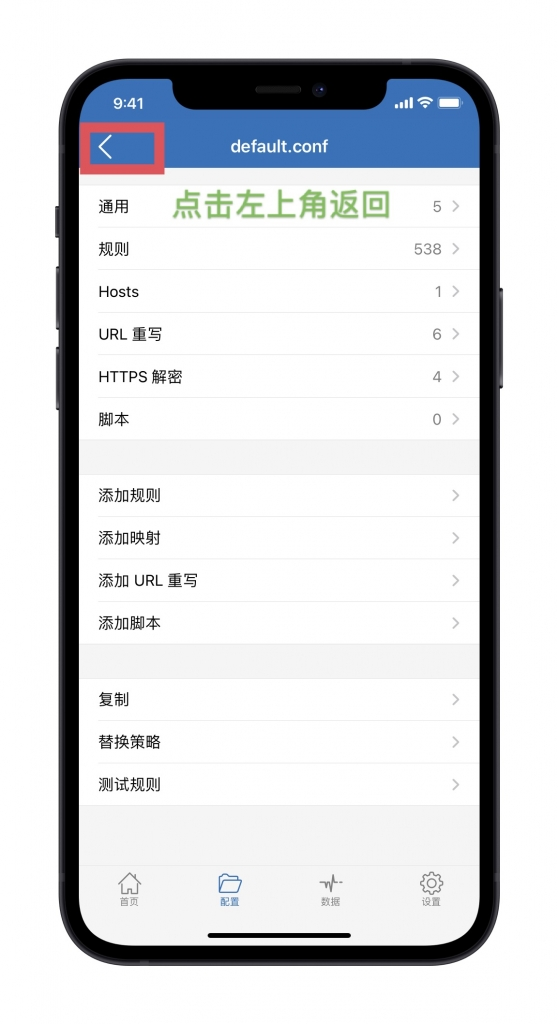 9:41
default.conf
点击左上角返回
通用 5
规则 538
Hosts 1
URL 重写 6
HTTPS 解密 4
脚本 0
添加规则
添加映射
添加 URL 重写
添加脚本
复制
替换策略
测试规则
首页 配置 数据 设置